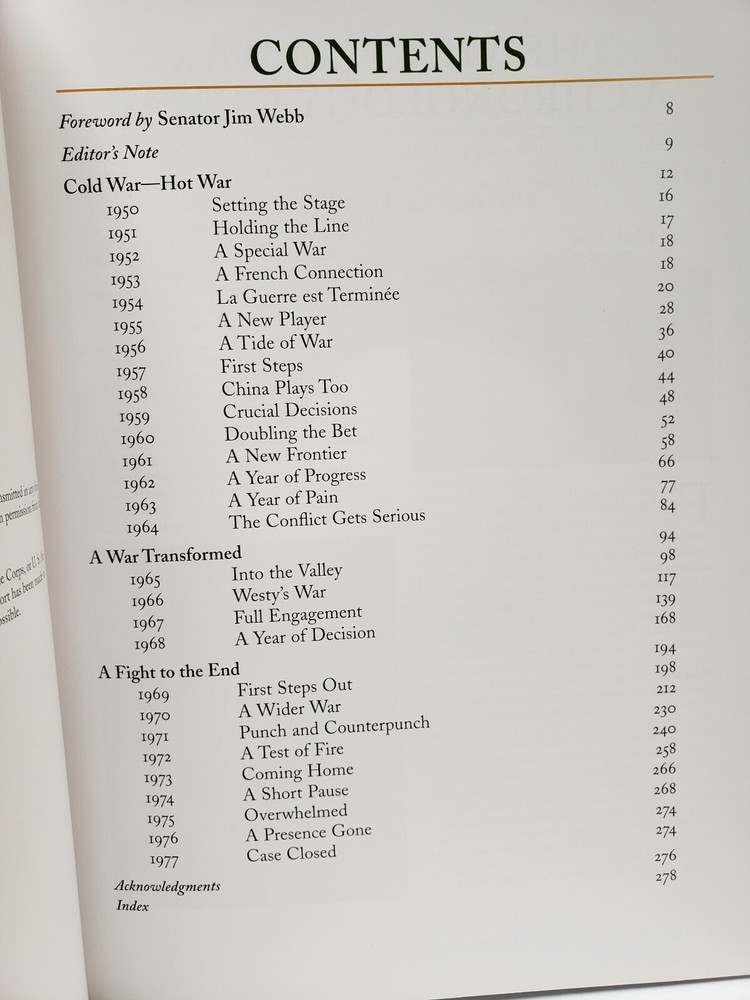 CONTENTS
Foreword by Senator Jim Webb 8
Editor's Note 9
Cold War—Hot War 12
1950 Setting the Stage 16
1951 Holding the Line 17
1952 A Special War 18
1953 A French Connection 18
1954 La Guerre est Terminée 20
1955 A New Player 28
1956 A Tide of War 36
1957 First Steps 40
1958 China Plays Too 44
1959 Crucial Decisions 48
1960 Doubling the Bet 52
1961 A New Frontier 58
1962 A Year of Progress 66
1963 A Year of Pain 77
1964 The Conflict Gets Serious 84
A War Transformed 94
1965 Into the Valley 98
1966 Westy's War 117
1967 Full Engagement 139
1968 A Year of Decision 168
A Fight to the End 194
1969 First Steps Out 198
1970 A Wider War 212
1971 Punch and Counterpunch 230
1972 A Test of Fire 240
1973 Coming Home 258
1974 A Short Pause 266
1975 Overwhelmed 268
1976 A Presence Gone 274
1977 Case Closed 274
Acknowledgments 276
Index 278